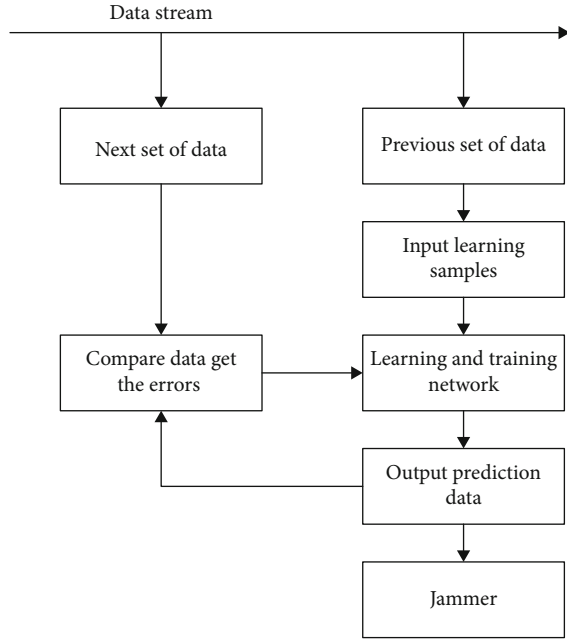 Data stream
Next set of data
Previous set of data
Input learning
samples
Compare data get
the errors
Learning and training
network
Output prediction
data
Jammer